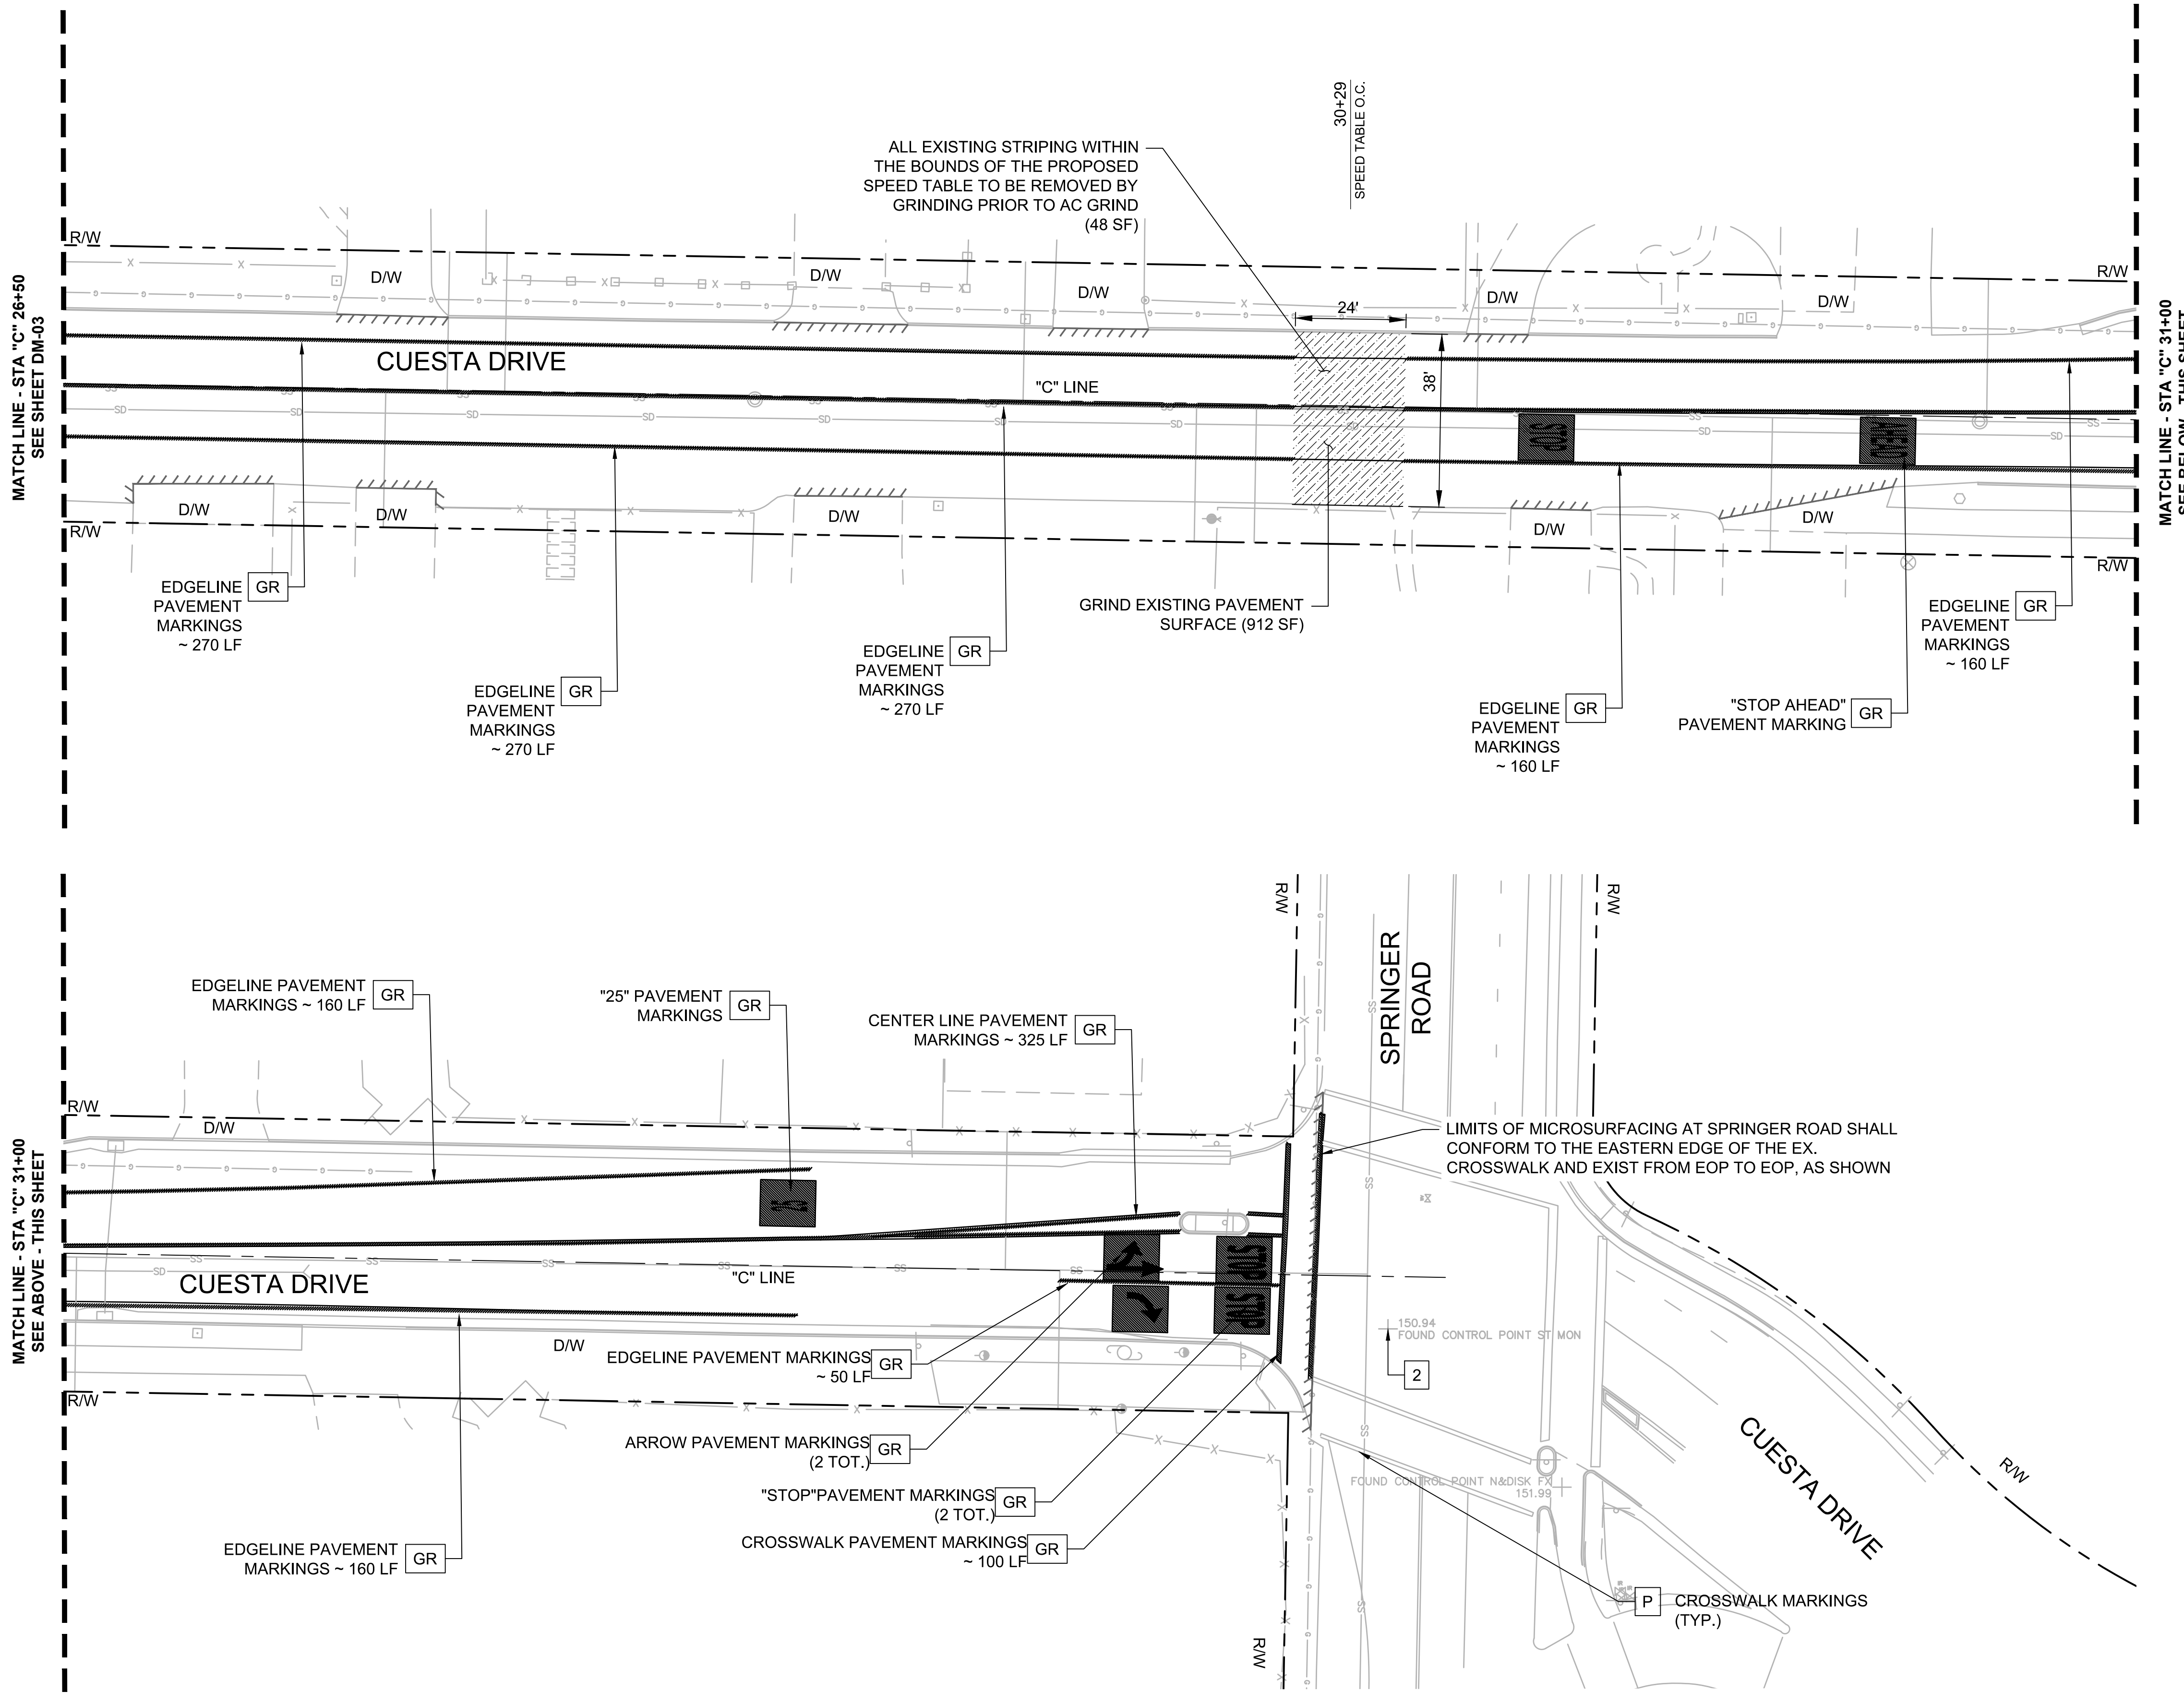 MATCH LINE - STA "C" 26+50
SEE SHEET DM-03
ALL EXISTING STRIPING WITHIN
THE BOUNDS OF THE PROPOSED
SPEED TABLE TO BE REMOVED BY
GRINDING PRIOR TO AC GRIND
(48 SF)
30+29
SPEED TABLE O.C.
R/W
D/W
D/W
D/W
D/W
D/W
R/W
24'
38'
CUESTA DRIVE
"C" LINE
STOP
AHEAD
D/W
D/W
D/W
D/W
D/W
R/W
R/W
EDGELINE
PAVEMENT
MARKINGS
~ 270 LF
GR
EDGELINE
PAVEMENT
MARKINGS
~ 270 LF
GR
EDGELINE
PAVEMENT
MARKINGS
~ 270 LF
GR
GRIND EXISTING PAVEMENT
SURFACE (912 SF)
EDGELINE
PAVEMENT
MARKINGS
~ 160 LF
GR
"STOP AHEAD"
PAVEMENT MARKING
GR
EDGELINE
PAVEMENT
MARKINGS
~ 160 LF
GR
MATCH LINE - STA "C" 31+00
SEE BELOW - THIS SHEET
MATCH LINE - STA "C" 31+00
SEE ABOVE - THIS SHEET
EDGELINE PAVEMENT
MARKINGS ~ 160 LF
GR
"25" PAVEMENT
MARKINGS
GR
CENTER LINE PAVEMENT
MARKINGS ~ 325 LF
GR
R/W
R/W
SPRINGER
ROAD
R/W
D/W
25
LIMITS OF MICROSURFACING AT SPRINGER ROAD SHALL
CONFORM TO THE EASTERN EDGE OF THE EX.
CROSSWALK AND EXIST FROM EOP TO EOP, AS SHOWN
CUESTA DRIVE
"C" LINE
STOP
STOP
D/W
R/W
150.94
FOUND CONTROL POINT ST MON
2
EDGELINE PAVEMENT MARKINGS
~ 50 LF
GR
ARROW PAVEMENT MARKINGS
(2 TOT.)
GR
"STOP"PAVEMENT MARKINGS
(2 TOT.)
GR
CROSSWALK PAVEMENT MARKINGS
~ 100 LF
GR
EDGELINE PAVEMENT
MARKINGS ~ 160 LF
GR
FOUND CONTROL POINT N&DISK FX
151.99
CUESTA DRIVE
R/W
R/W
P
CROSSWALK MARKINGS
(TYP.)